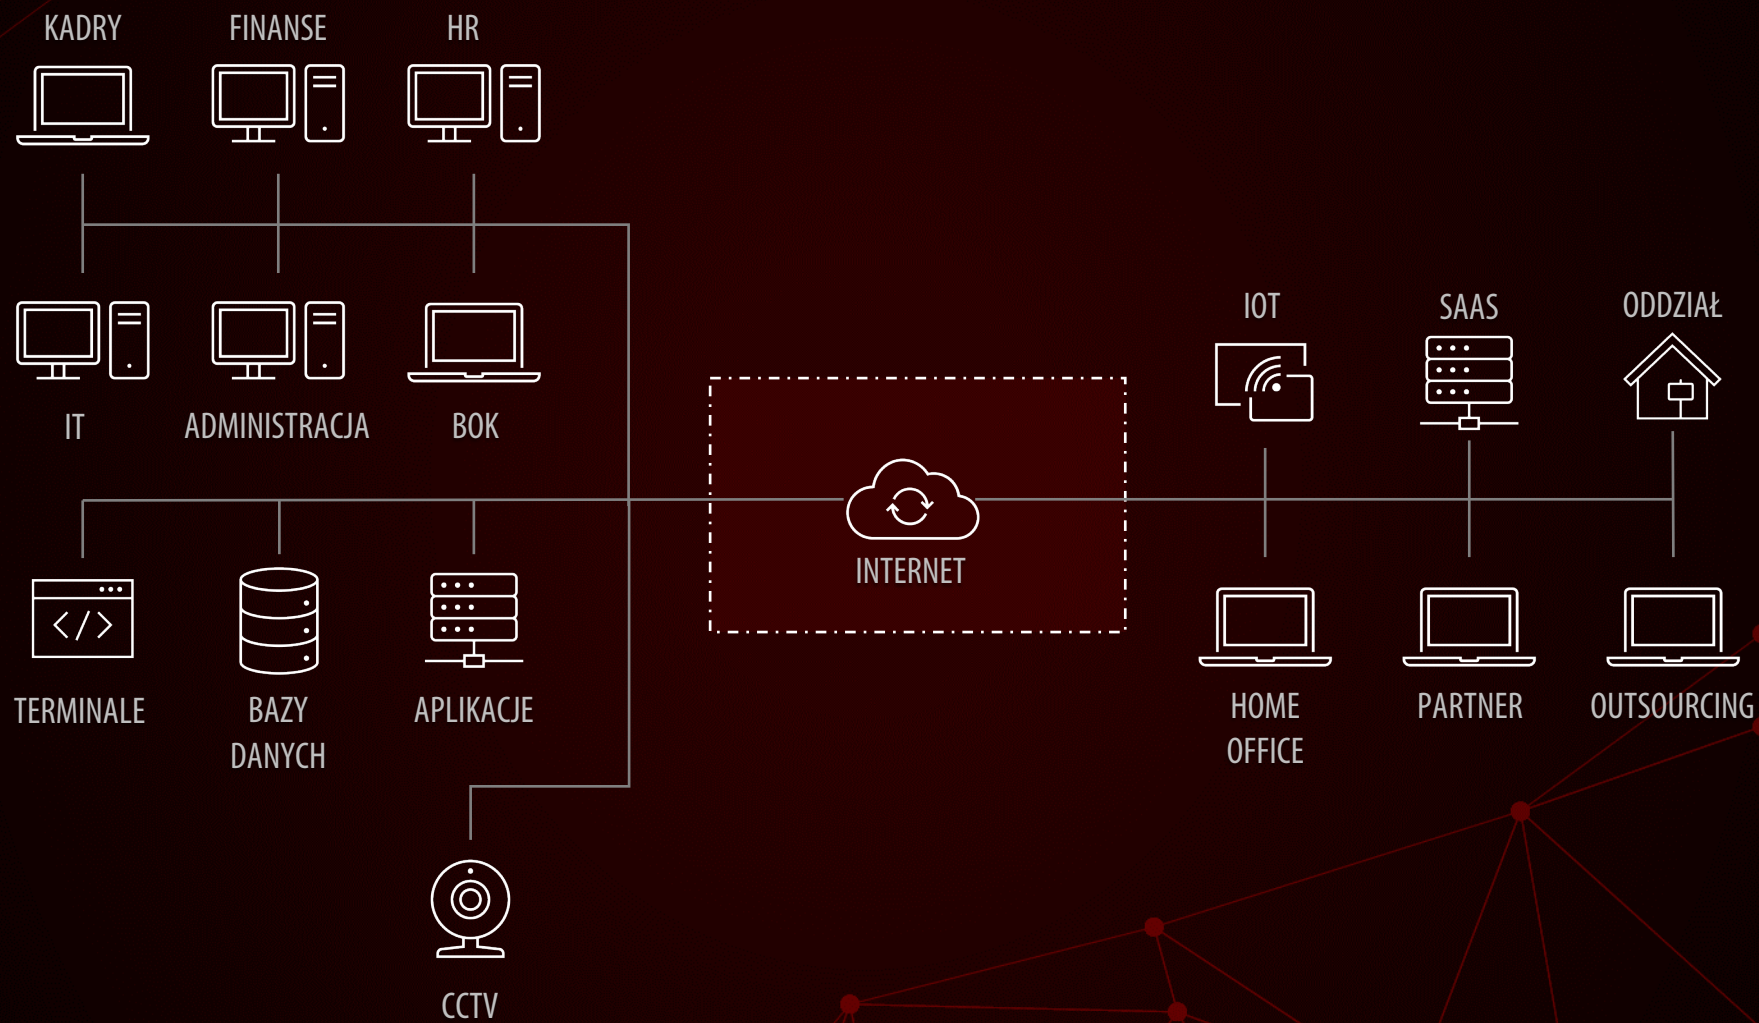 KADRY
FINANSE
HR
IT
ADMINISTRACJA
BOK
TERMINALE
BAZY
DANYCH
APLIKACJE
CCTV
INTERNET
IOT
SAAS
ODDZIAŁ
HOME
OFFICE
PARTNER
OUTSOURCING